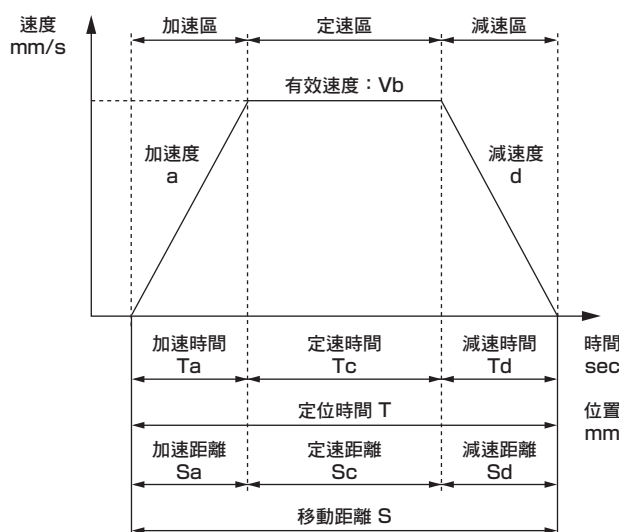 速度
mm/s
加速區
定速區
減速區
有效速度：Vb
加速度
a
減速度
d
加速時間
Ta
定速時間
Tc
減速時間
Td
時間
sec
定位時間 T
位置
mm
加速距離
Sa
定速距離
Sc
減速距離
Sd
移動距離 S